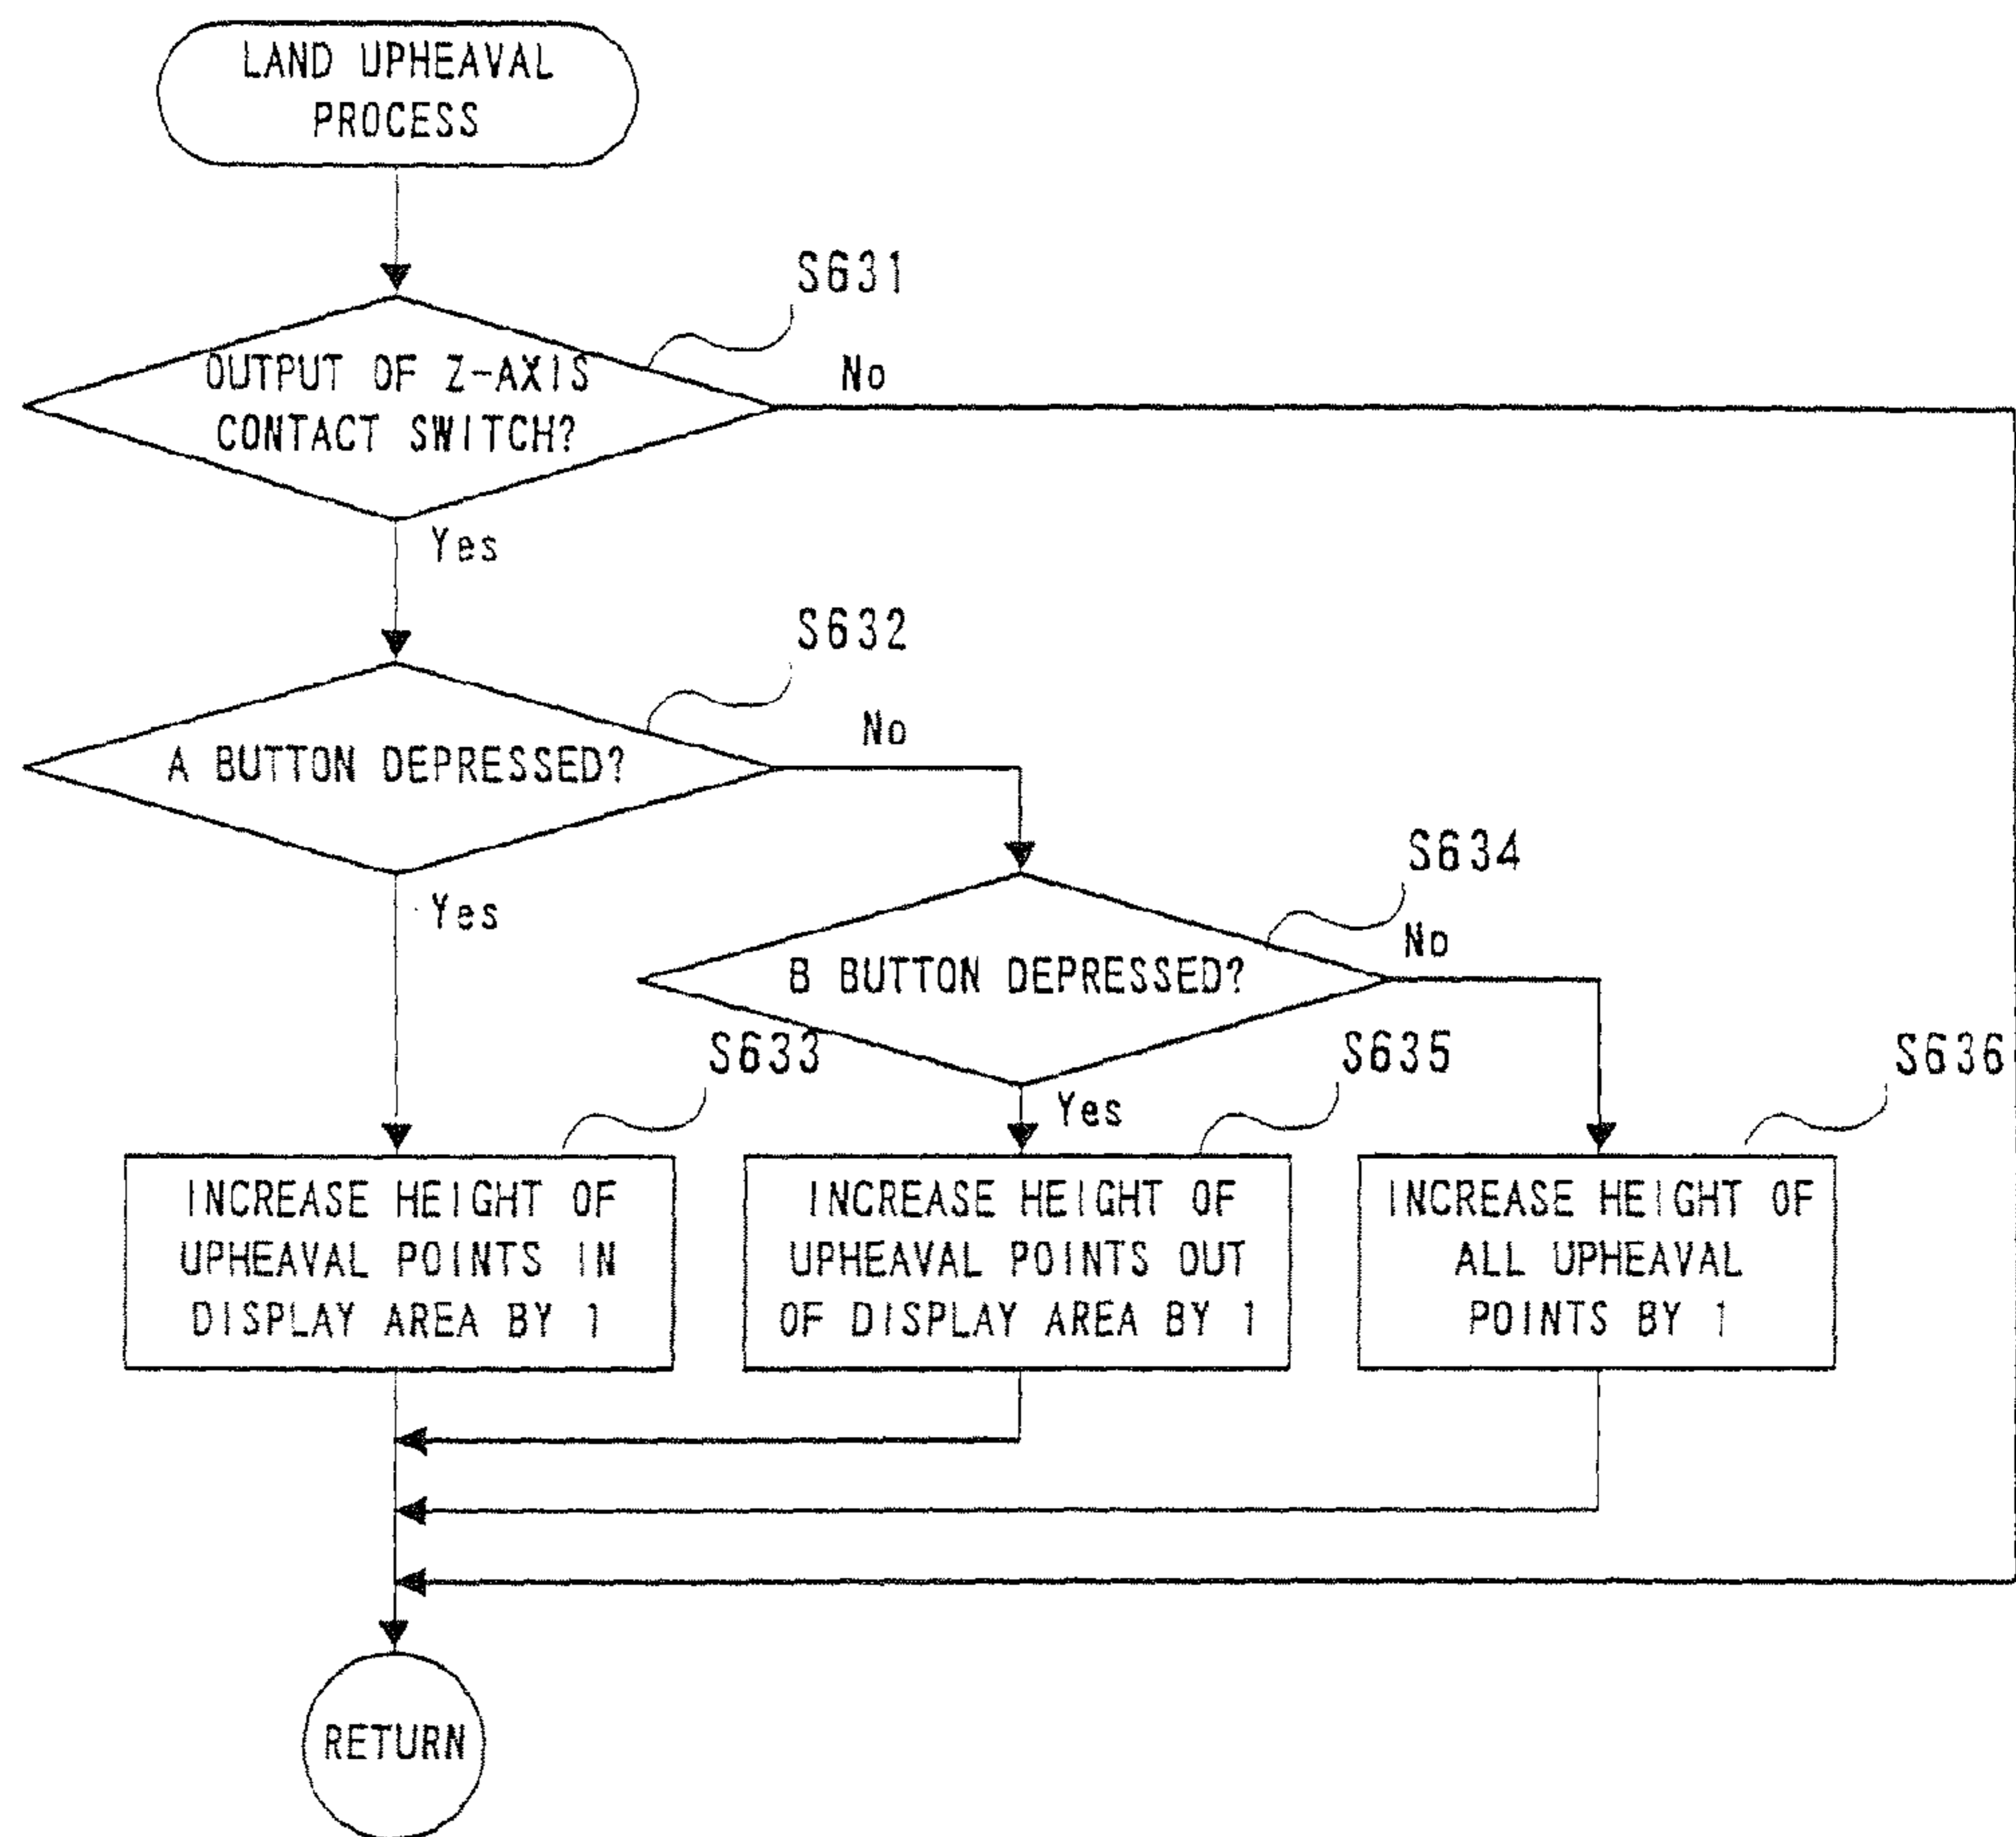 LAND UPHEAVAL
PROCESS
S631
OUTPUT OF Z-AXIS
CONTACT SWITCH?
No
Yes
S632
A BUTTON DEPRESSED?
No
Yes
S634
B BUTTON DEPRESSED?
No
Yes
S633
INCREASE HEIGHT OF
UPHEAVAL POINTS IN
DISPLAY AREA BY 1
S635
INCREASE HEIGHT OF
UPHEAVAL POINTS OUT
OF DISPLAY AREA BY 1
S636
INCREASE HEIGHT OF
ALL UPHEAVAL
POINTS BY 1
RETURN